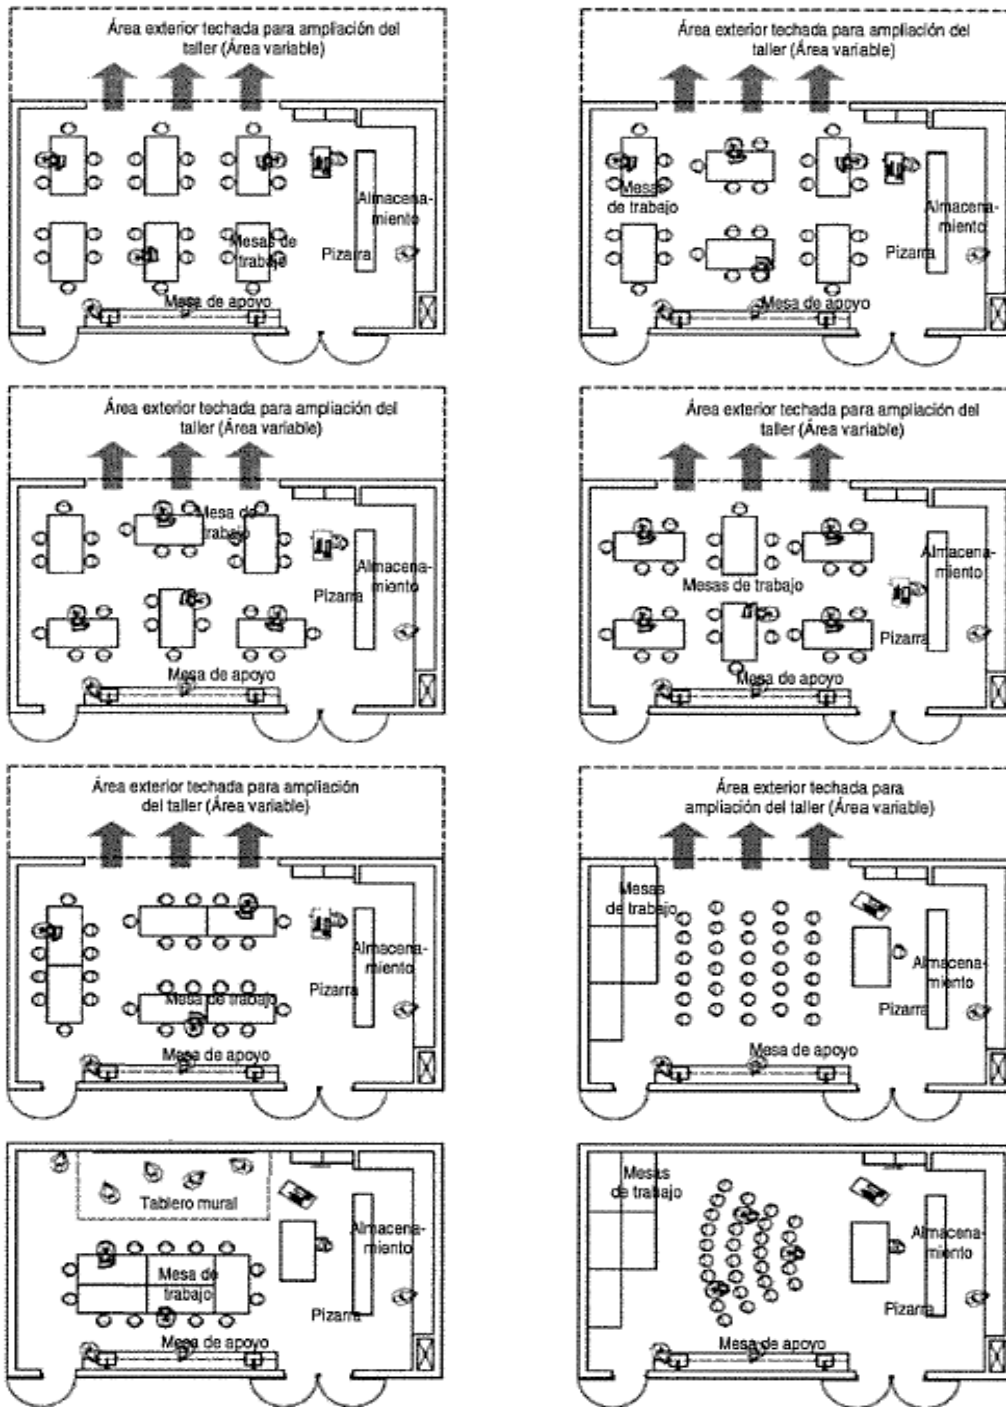 Área exterior techada para ampliación del
taller (Área variable)
Almacena-
miento
Mesas de
trabajo
Pizarra
Mesa de apoyo
Área exterior techada para ampliación del
taller (Área variable)
Mesas
de trabajo
Almacena-
miento
Pizarra
Mesa de apoyo
Área exterior techada para ampliación del
taller (Área variable)
Mesa de
trabajo
Almacena-
miento
Pizarra
Mesa de apoyo
Área exterior techada para ampliación del
taller (Área variable)
Almacena-
miento
Mesas de trabajo
Pizarra
Mesa de apoyo
Área exterior techada para ampliación
del taller (Área variable)
Almacena-
miento
Pizarra
Mesa de trabajo
Mesa de apoyo
Área exterior techada para
ampliación del taller (Área variable)
Mesas
de trabajo
Almacena-
miento
Pizarra
Mesa de apoyo
Tablero mural
Almacena-
miento
Mesa de
trabajo
Pizarra
Mesa de apoyo
Mesas
de trabajo
Almacena-
miento
Pizarra
Mesa de apoyo